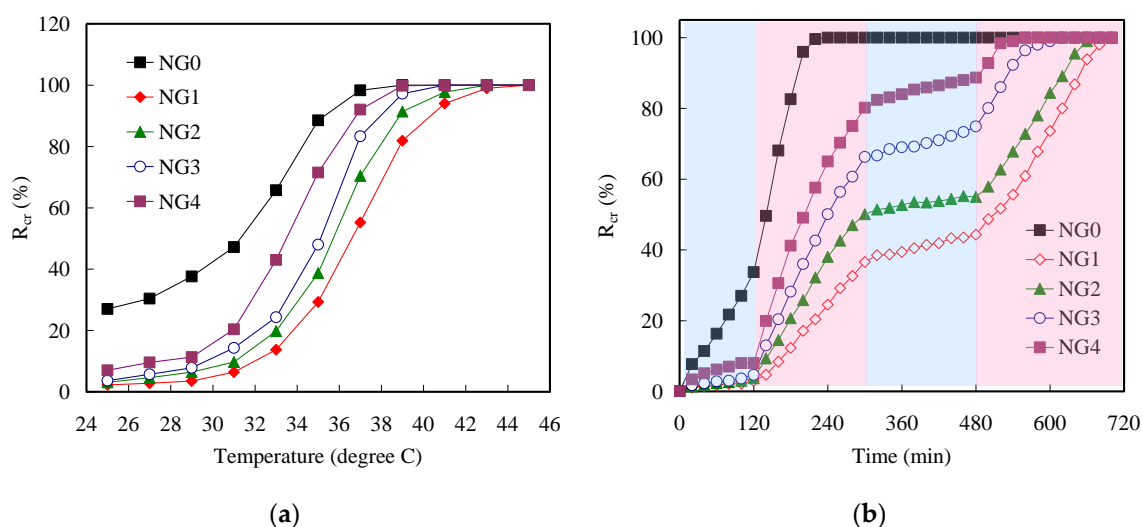 120
100
80
60
40
20
0
R_cr (%)
NG0
NG1
NG2
NG3
NG4
24 26 28 30 32 34 36 38 40 42 44 46
Temperature (degree C)
(a)
100
80
60
40
20
0
R_cr (%)
NG0
NG1
NG2
NG3
NG4
0 120 240 360 480 600 720
Time (min)
(b)